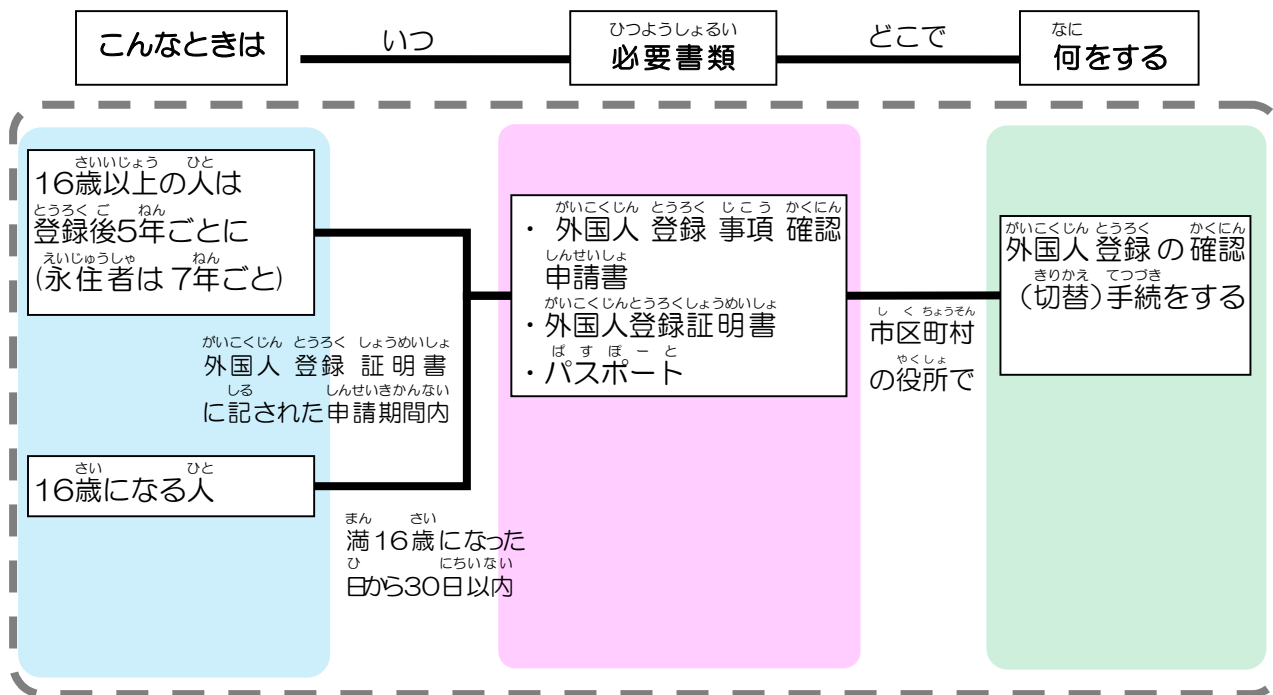 こんなときは
いつ
ひつようしょるい
必要書類
どこで
なに
何をする
さいいじょう ひと
16歳以上の人は
とうろくご ねん
登録後5年ごとに
えいじゅうしゃ ねん
(永住者は7年ごと)
がいこくじん とうろく しょうめいしょ
外国人 登録 証明書
しる しんせいきかんない
に記された申請期間内
さい ひと
16歳になる人
まん さい
満16歳になった
ひ にちいない
日から30日以内
がいこくじん とうろく じこう かくにん
・ 外国人 登録 事項 確認
しんせいしょ
申請書
がいこくじんとうろくしょうめいしょ
・外国人登録証明書
ぱすぽーと
・パスポート
し く ちょうそん
市区町村
やくしょ
の役所で
がいこくじん とうろく かくにん
外国人 登録 の 確認
きりかえ てつづき
(切替)手続をする